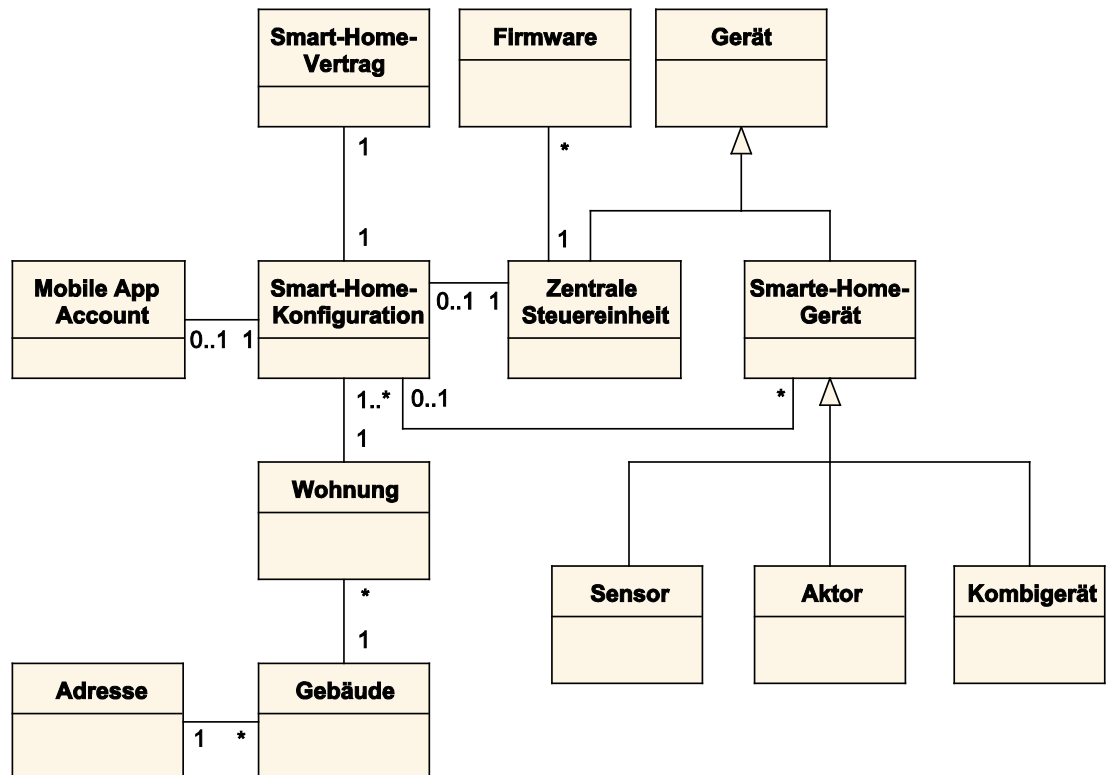 Smart-Home-
Vertrag
Firmware
Gerät
1
*
1
1
Mobile App
Account
Smart-Home-
Konfiguration
Zentrale
Steuereinheit
Smarte-Home-
Gerät
0..1 1
0..1 1
1..*
0..1
*
1
Wohnung
*
1
Sensor
Aktor
Kombigerät
Adresse
Gebäude
1 *